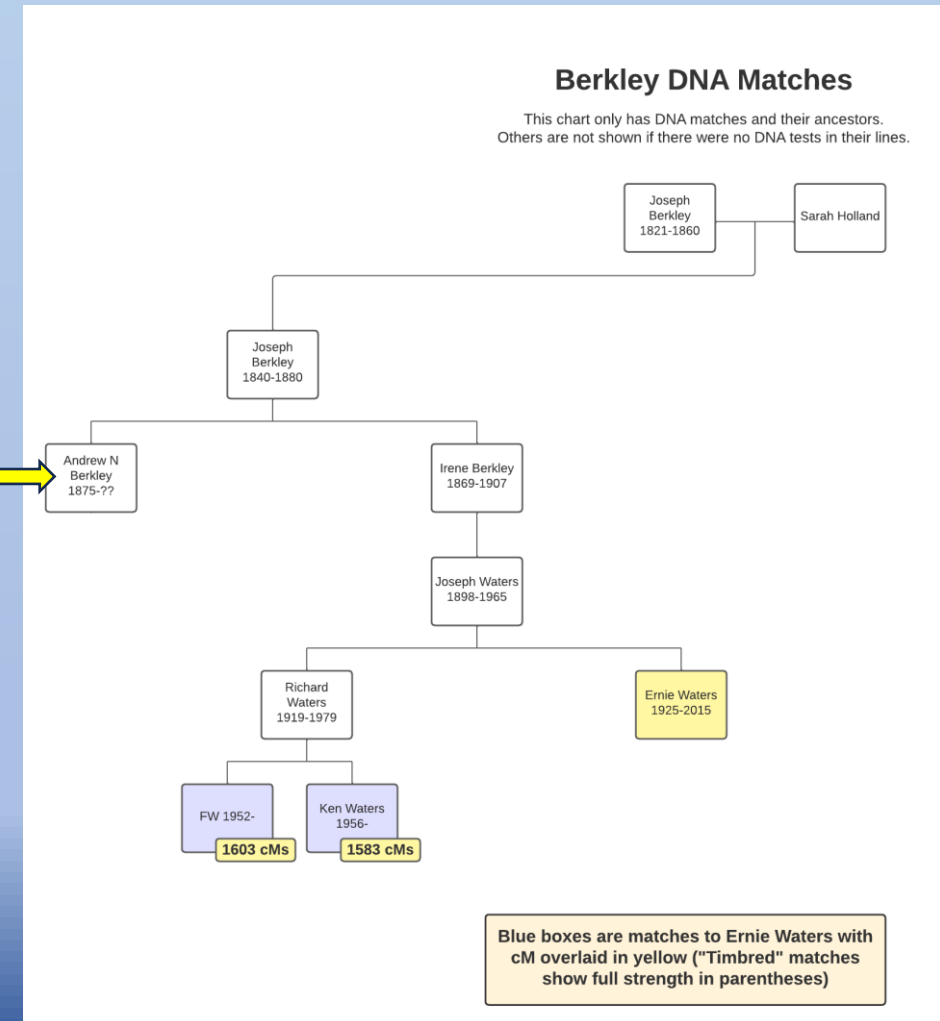 Berkley DNA Matches
This chart only has DNA matches and their ancestors.
Others are not shown if there were no DNA tests in their lines.
Joseph
Berkley
1821-1860
Sarah Holland
Joseph
Berkley
1840-1880
Andrew N
Berkley
1875-??
Irene Berkley
1869-1907
Joseph Waters
1898-1965
Richard
Waters
1919-1979
Ernie Waters
1925-2015
FW 1952-
1603 cMs
Ken Waters
1956-
1583 cMs
Blue boxes are matches to Ernie Waters with
cM overlaid in yellow ("Timbred" matches
show full strength in parentheses)